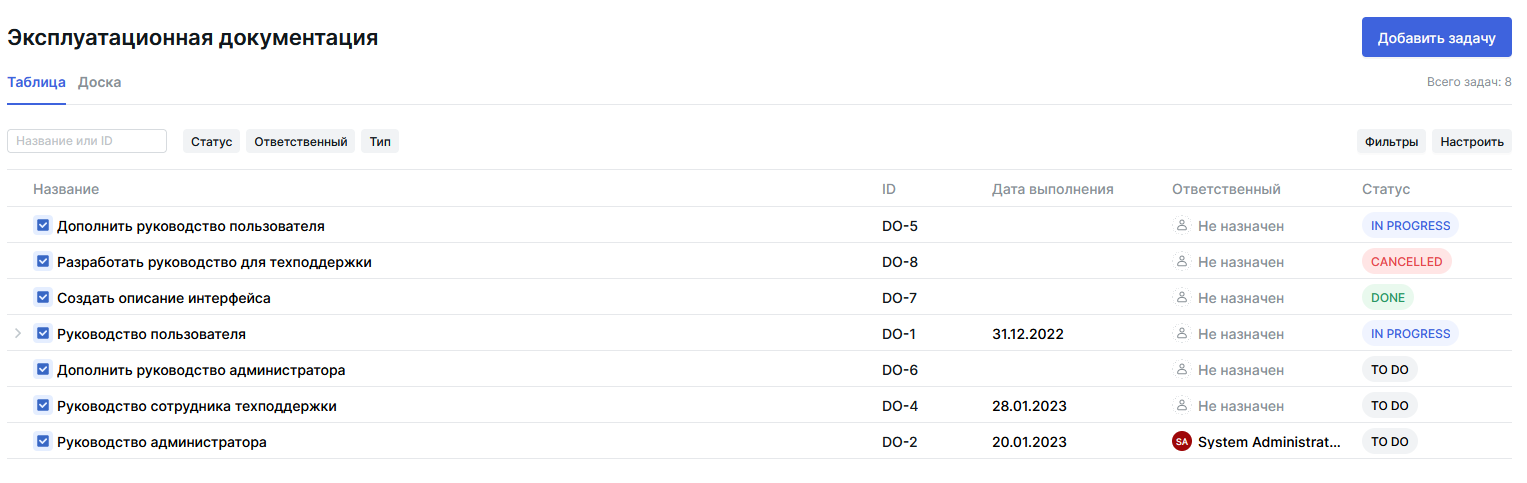 Эксплуатационная документация
Добавить задачу
Таблица Доска
Всего задач: 8
Название или ID Статус Ответственный Тип Фильтры Настроить
Название ID Дата выполнения Ответственный Статус
Дополнить руководство пользователя DO-5 Не назначен IN PROGRESS
Разработать руководство для техподдержки DO-8 Не назначен CANCELLED
Создать описание интерфейса DO-7 Не назначен DONE
Руководство пользователя DO-1 31.12.2022 Не назначен IN PROGRESS
Дополнить руководство администратора DO-6 Не назначен TO DO
Руководство сотрудника техподдержки DO-4 28.01.2023 Не назначен TO DO
Руководство администратора DO-2 20.01.2023 SA System Administrat... TO DO